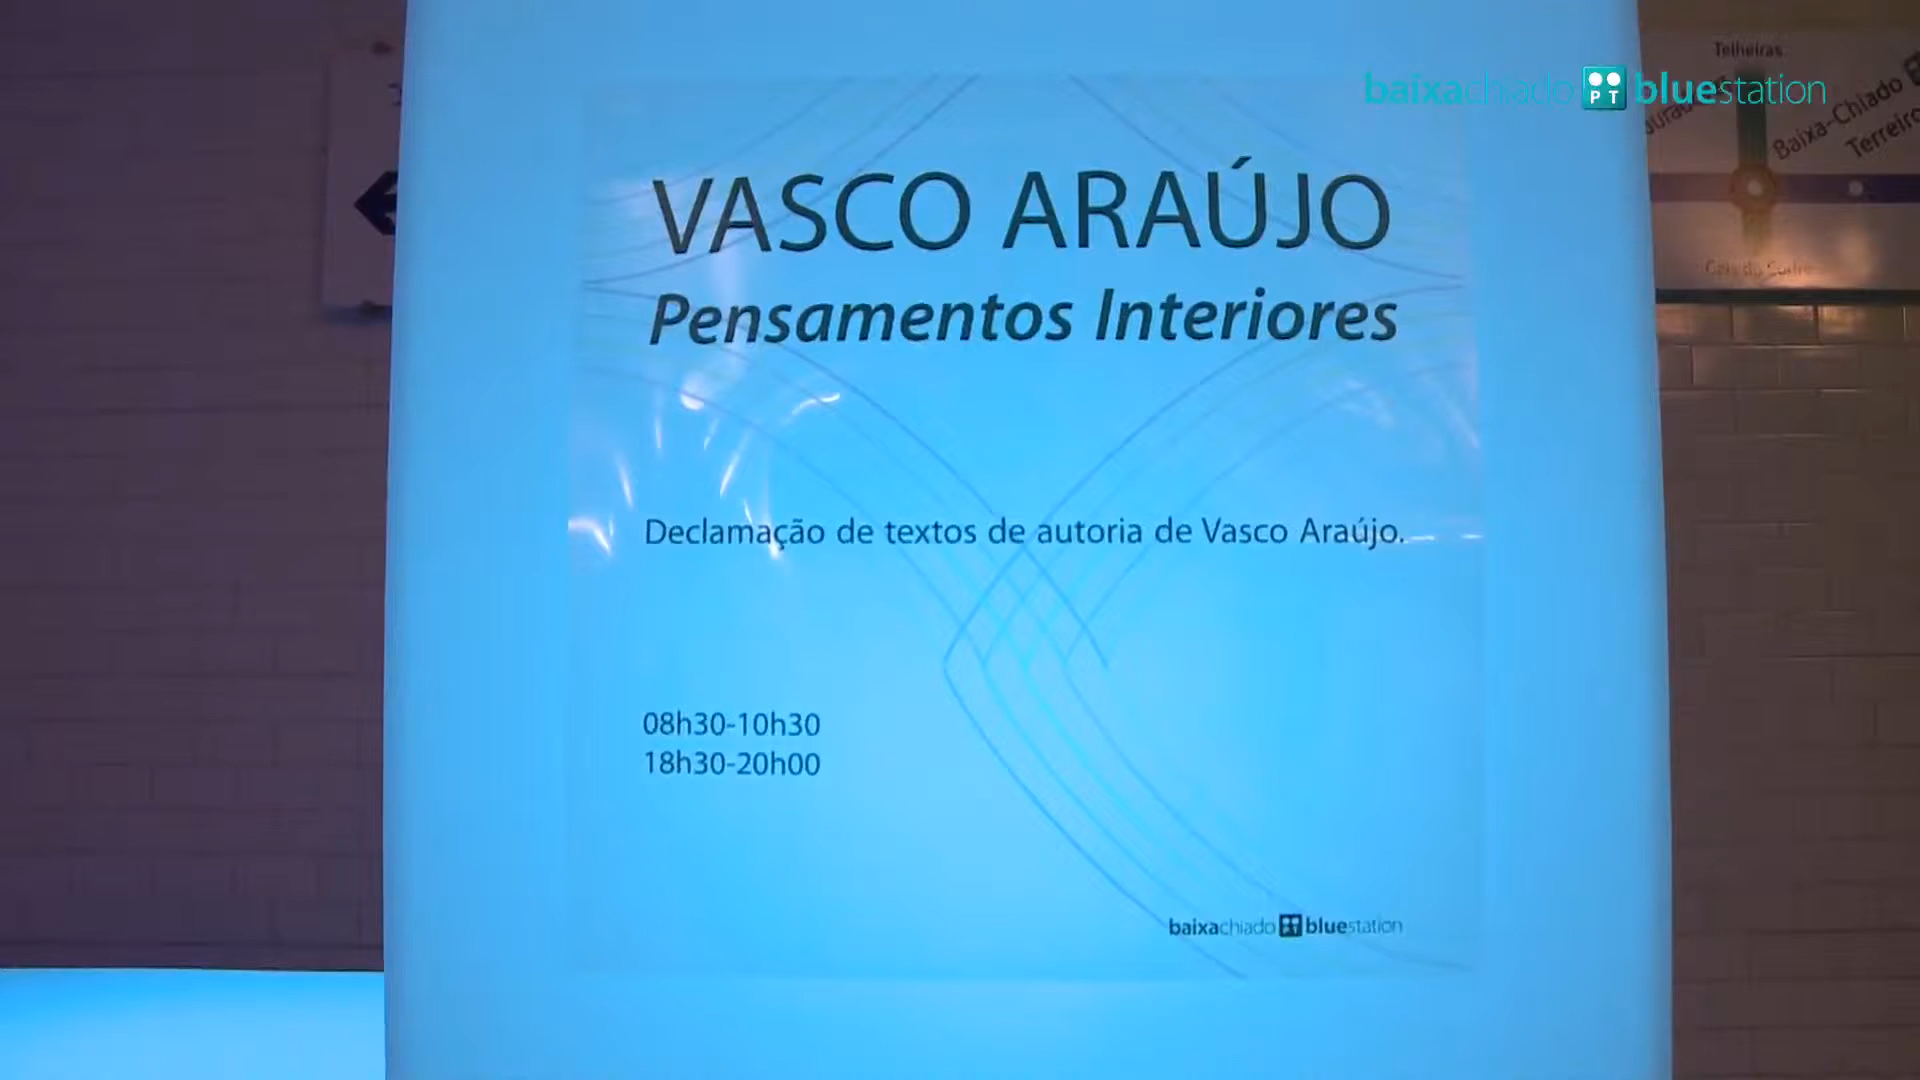 Telheiras
baixachiado PT bluestation
Baixa-Chiado
VASCO ARAÚJO
Pensamentos Interiores
Declamação de textos de autoria de Vasco Araújo.
08h30-10h30
18h30-20h00
baixachiado PT bluestation